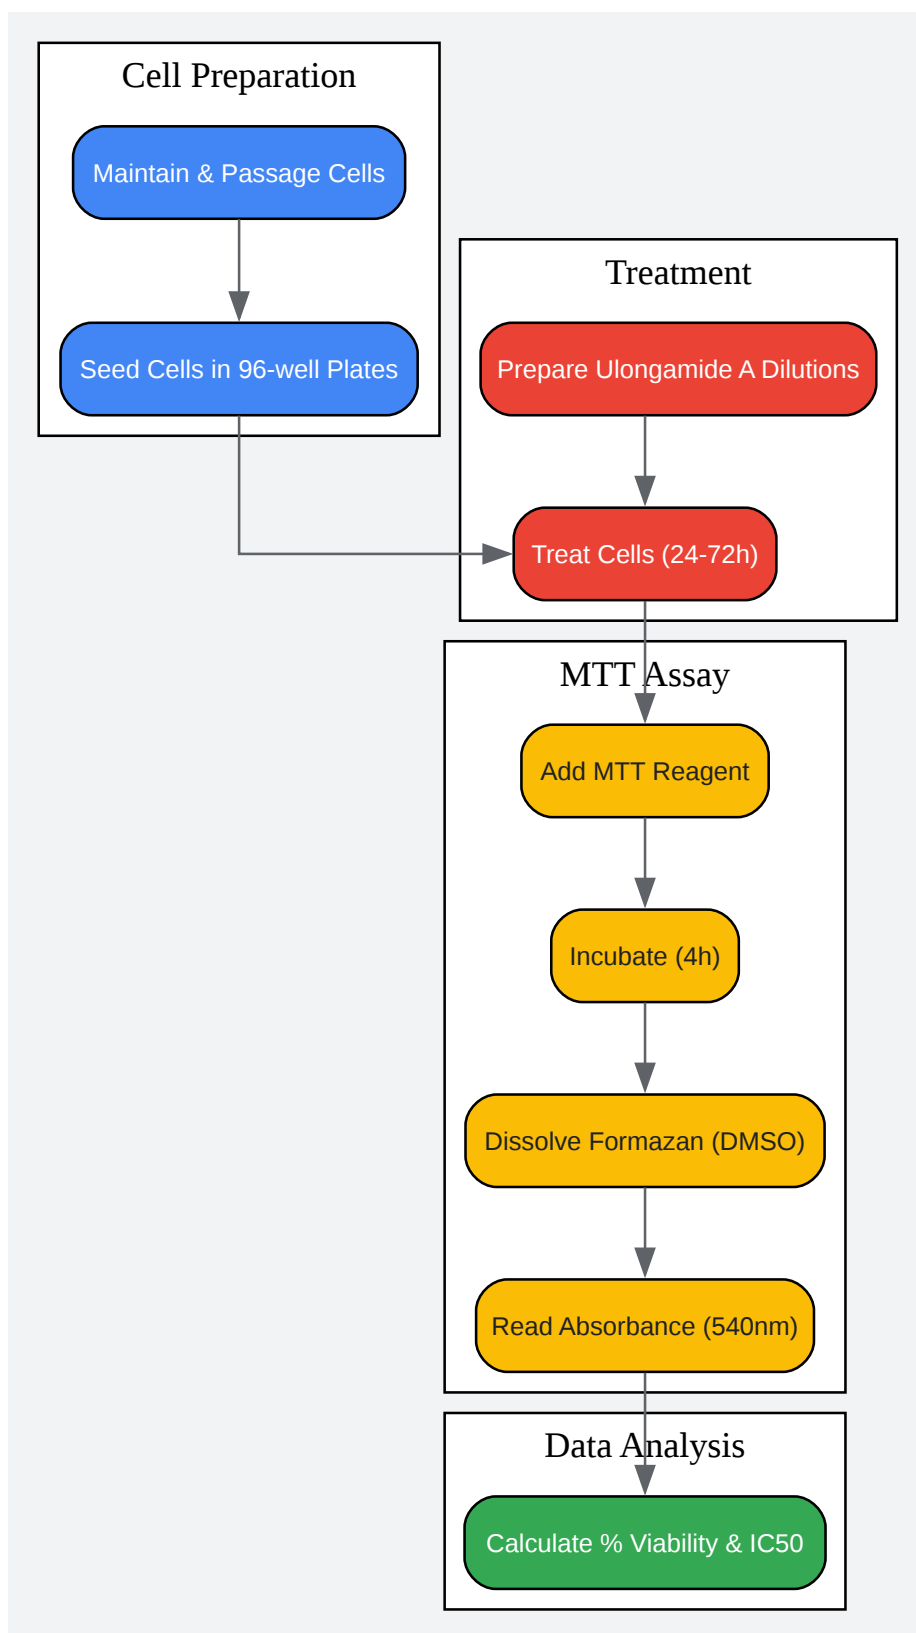 Cell Preparation
Maintain & Passage Cells
Seed Cells in 96-well Plates
Treatment
Prepare Ulongamide A Dilutions
Treat Cells (24-72h)
MTT Assay
Add MTT Reagent
Incubate (4h)
Dissolve Formazan (DMSO)
Read Absorbance (540nm)
Data Analysis
Calculate % Viability & IC50